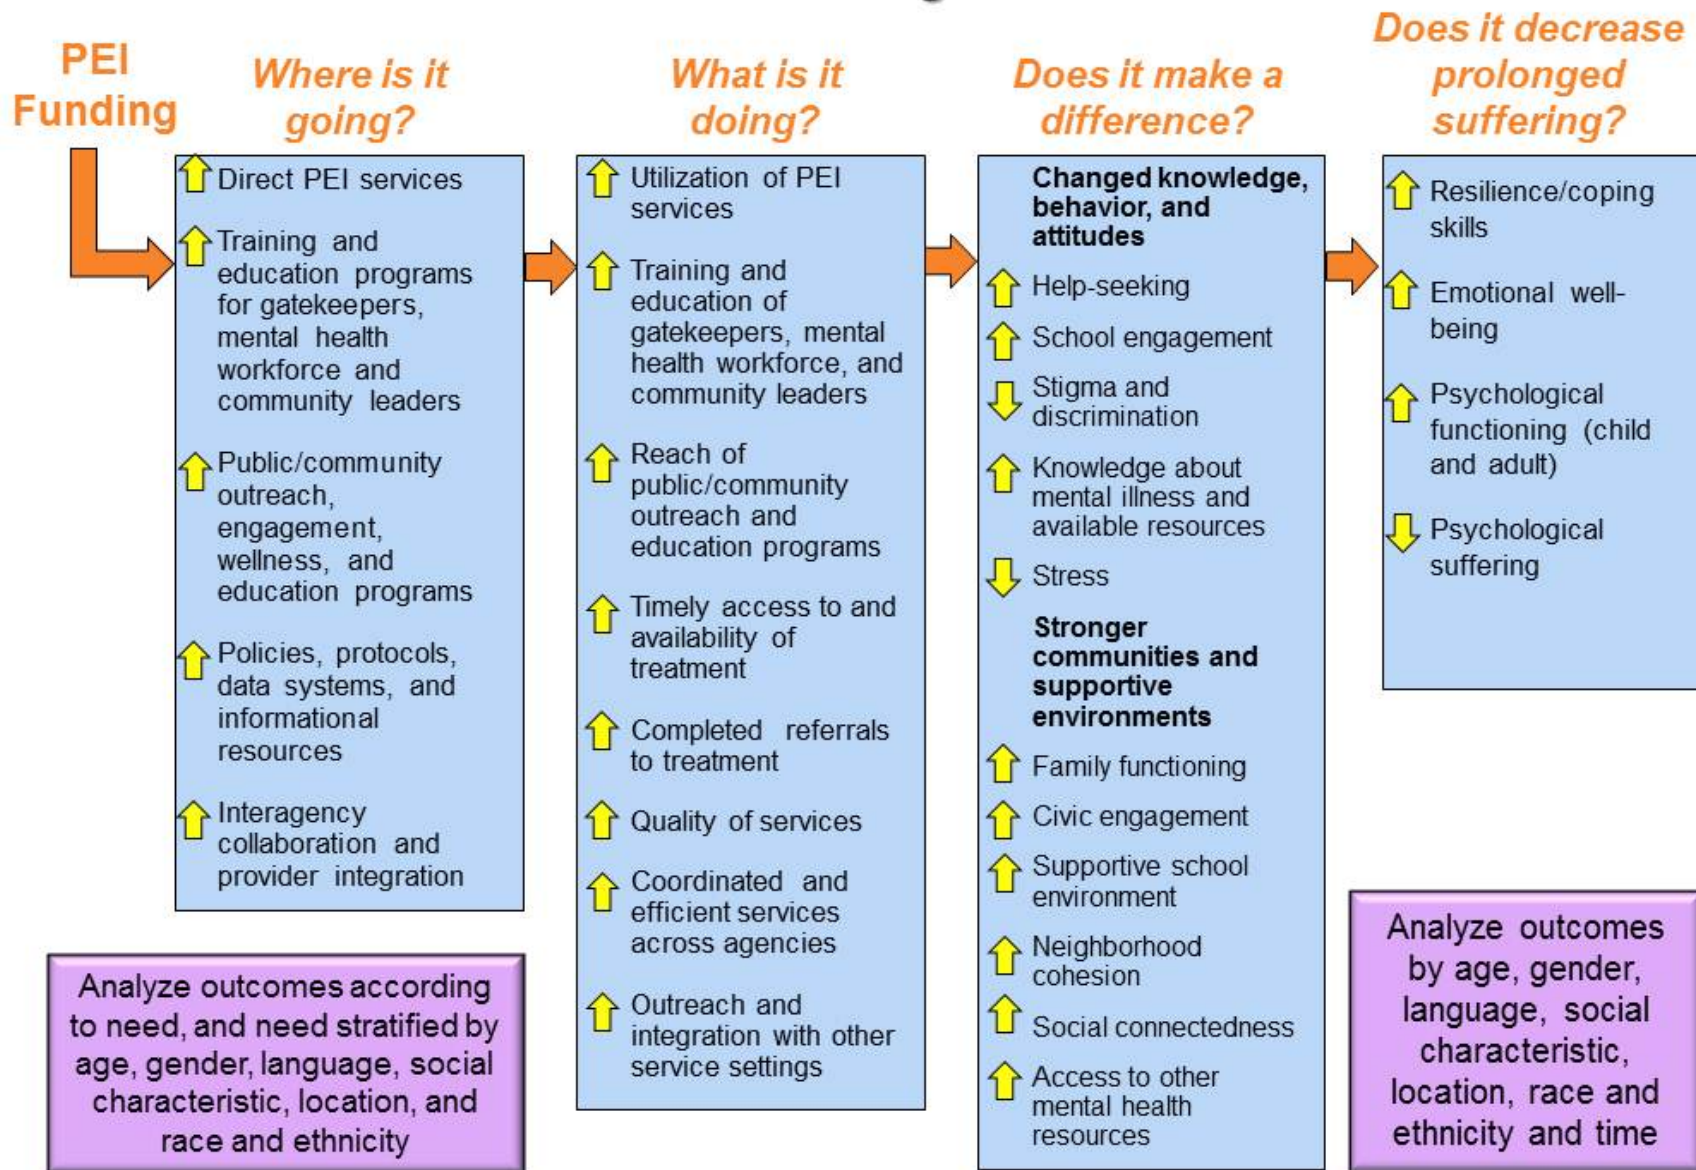 PEI
Funding
Where is it
going?
Direct PEI services
Training and
education programs
for gatekeepers,
mental health
workforce and
community leaders
Public/community
outreach,
engagement,
wellness, and
education programs
Policies, protocols,
data systems, and
informational
resources
Interagency
collaboration and
provider integration
What is it
doing?
Utilization of PEI
services
Training and
education of
gatekeepers, mental
health workforce, and
community leaders
Reach of
public/community
outreach and
education programs
Timely access to and
availability of
treatment
Completed referrals
to treatment
Quality of services
Coordinated and
efficient services
across agencies
Outreach and
integration with other
service settings
Does it make a
difference?
Changed knowledge,
behavior, and
attitudes
Help-seeking
School engagement
Stigma and
discrimination
Knowledge about
mental illness and
available resources
Stress
Stronger
communities and
supportive
environments
Family functioning
Civic engagement
Supportive school
environment
Neighborhood
cohesion
Social connectedness
Access to other
mental health
resources
Does it decrease
prolonged
suffering?
Resilience/coping
skills
Emotional well-
being
Psychological
functioning (child
and adult)
Psychological
suffering
Analyze outcomes according
to need, and need stratified by
age, gender, language, social
characteristic, location, and
race and ethnicity
Analyze outcomes
by age, gender,
language, social
characteristic,
location, race and
ethnicity and time